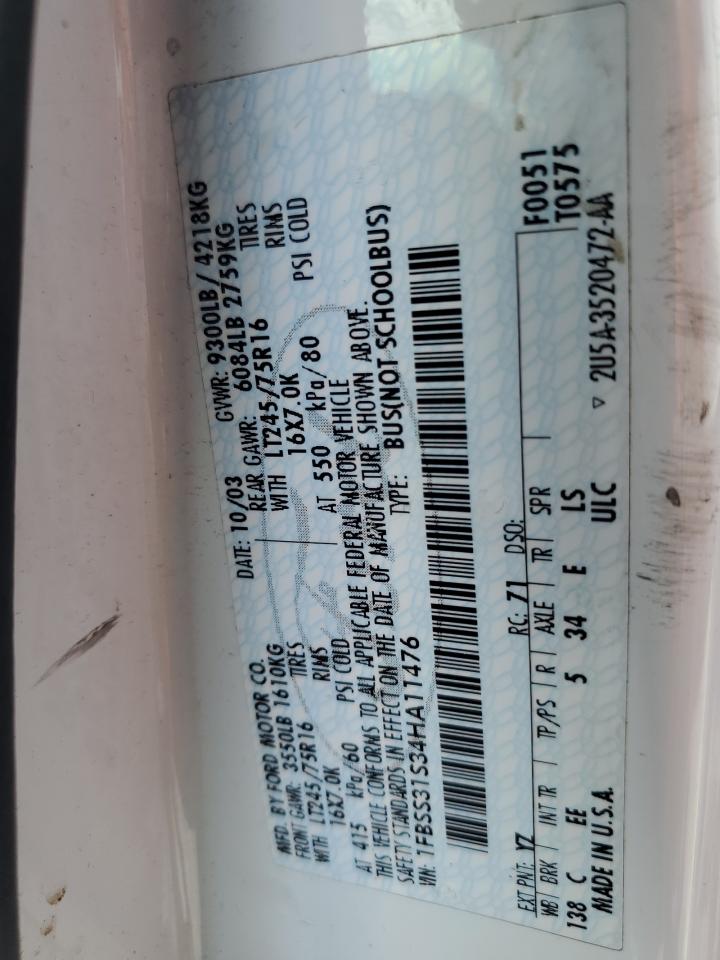 MFD. BY FORD MOTOR CO.
DATE: 10/03 GVWR: 9300LB/4218KG
FRONT GAWR: 3550LB 1610KG REAR GAWR: 6084LB 2759KG
WITH LT245/75R16 TIRES WITH LT245/75R16 TIRES
16X7.0K RIMS 16X7.0K RIMS
AT 415 kPa/60 PSI COLD AT 550 kPa/80 PSI COLD
THIS VEHICLE CONFORMS TO ALL APPLICABLE FEDERAL MOTOR VEHICLE
SAFETY STANDARDS IN EFFECT ON THE DATE OF MANUFACTURE SHOWN ABOVE.
VIN: 1FBSS31S34HA11476 TYPE: BUS(NOT SCHOOLBUS)
F0051
T0575
EXT PNT: YZ RC: 71 DSO:
WB BRK INT TR TP/PS R AXLE TR SPR
138 C EE 5 34 E LS
MADE IN U.S.A. ULC ▿ 2U5A-3520472-AA